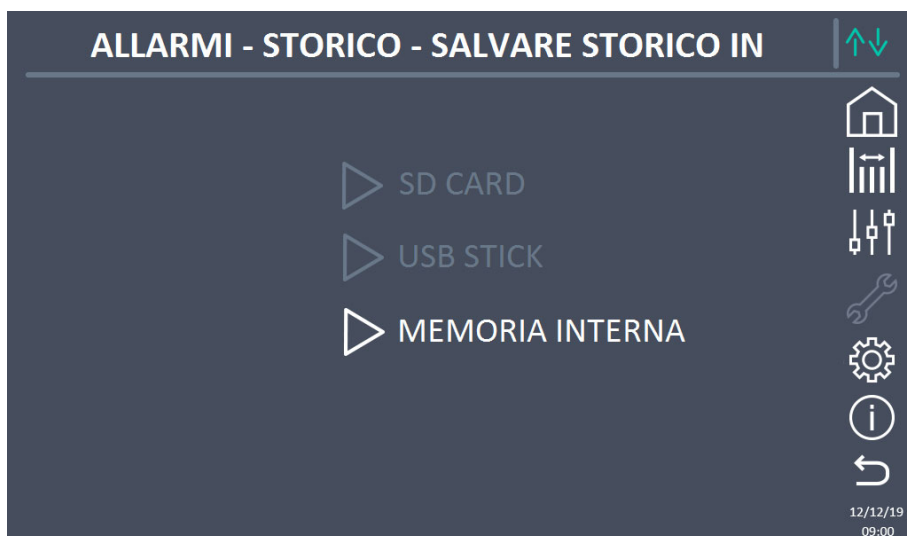 ALLARMI - STORICO - SALVARE STORICO IN
SD CARD
USB STICK
MEMORIA INTERNA
12/12/19
09:00